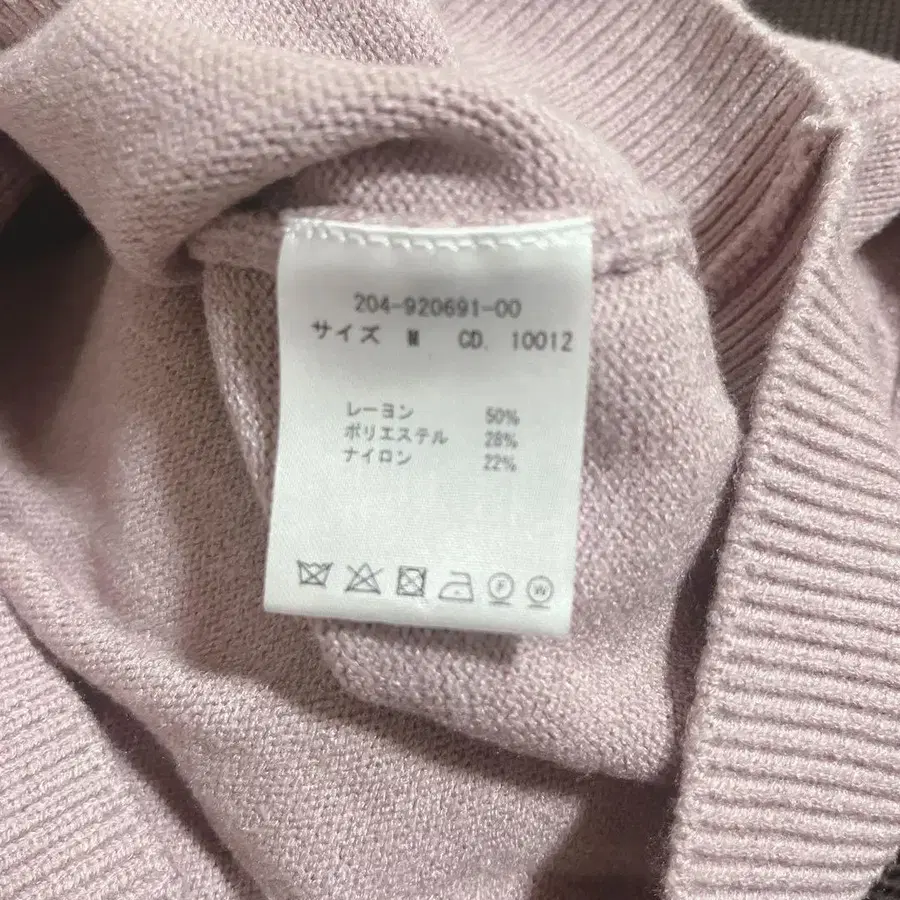 204-920691-00
サイズ M CD. 10012
レーヨン 50%
ポリエステル 28%
ナイロン 22%
P W